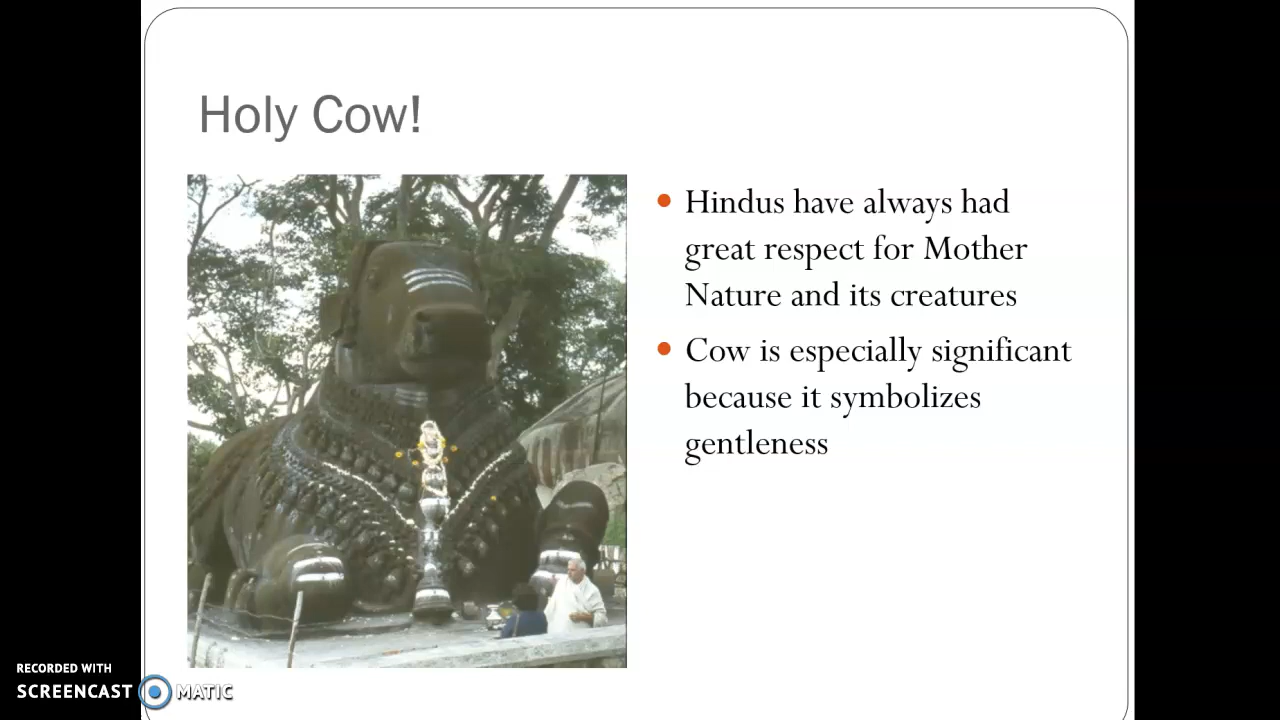 Holy Cow!
Hindus have always had
great respect for Mother
Nature and its creatures
Cow is especially significant
because it symbolizes
gentleness
RECORDED WITH
SCREENCAST MATIC